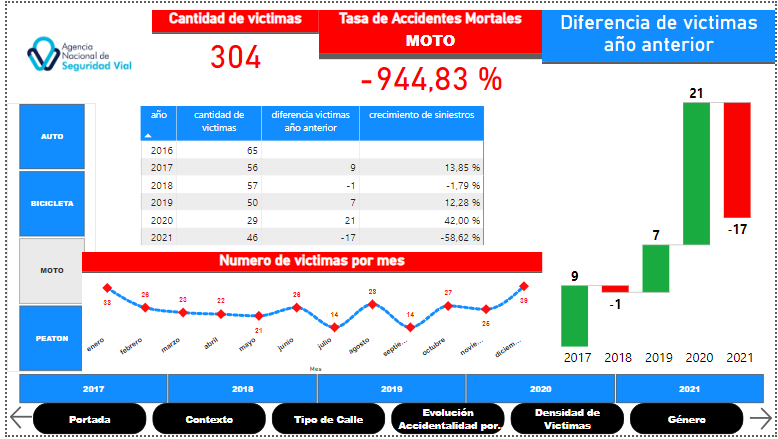 Agencia
Nacional de
Seguridad Vial
Cantidad de victimas
304
Tasa de Accidentes Mortales
MOTO
-944,83 %
Diferencia de victimas
año anterior
AUTO
BICICLETA
MOTO
PEATON
año cantidad de victimas diferencia victimas año anterior crecimiento de siniestros
2016 65
2017 56 9 13,85 %
2018 57 -1 -1,79 %
2019 50 7 12,28 %
2020 29 21 42,00 %
2021 46 -17 -58,62 %
Numero de victimas por mes
33 26 23 22 21 26 14 28 14 27 25 39
enero febrero marzo abril mayo junio julio agosto septie... octubre novie... diciem...
Mes
9 -1 7 21 -17
2017 2018 2019 2020 2021
2017 2018 2019 2020 2021
Portada
Contexto
Tipo de Calle
Evolución
Accidentalidad por..
Densidad de
Victimas
Género